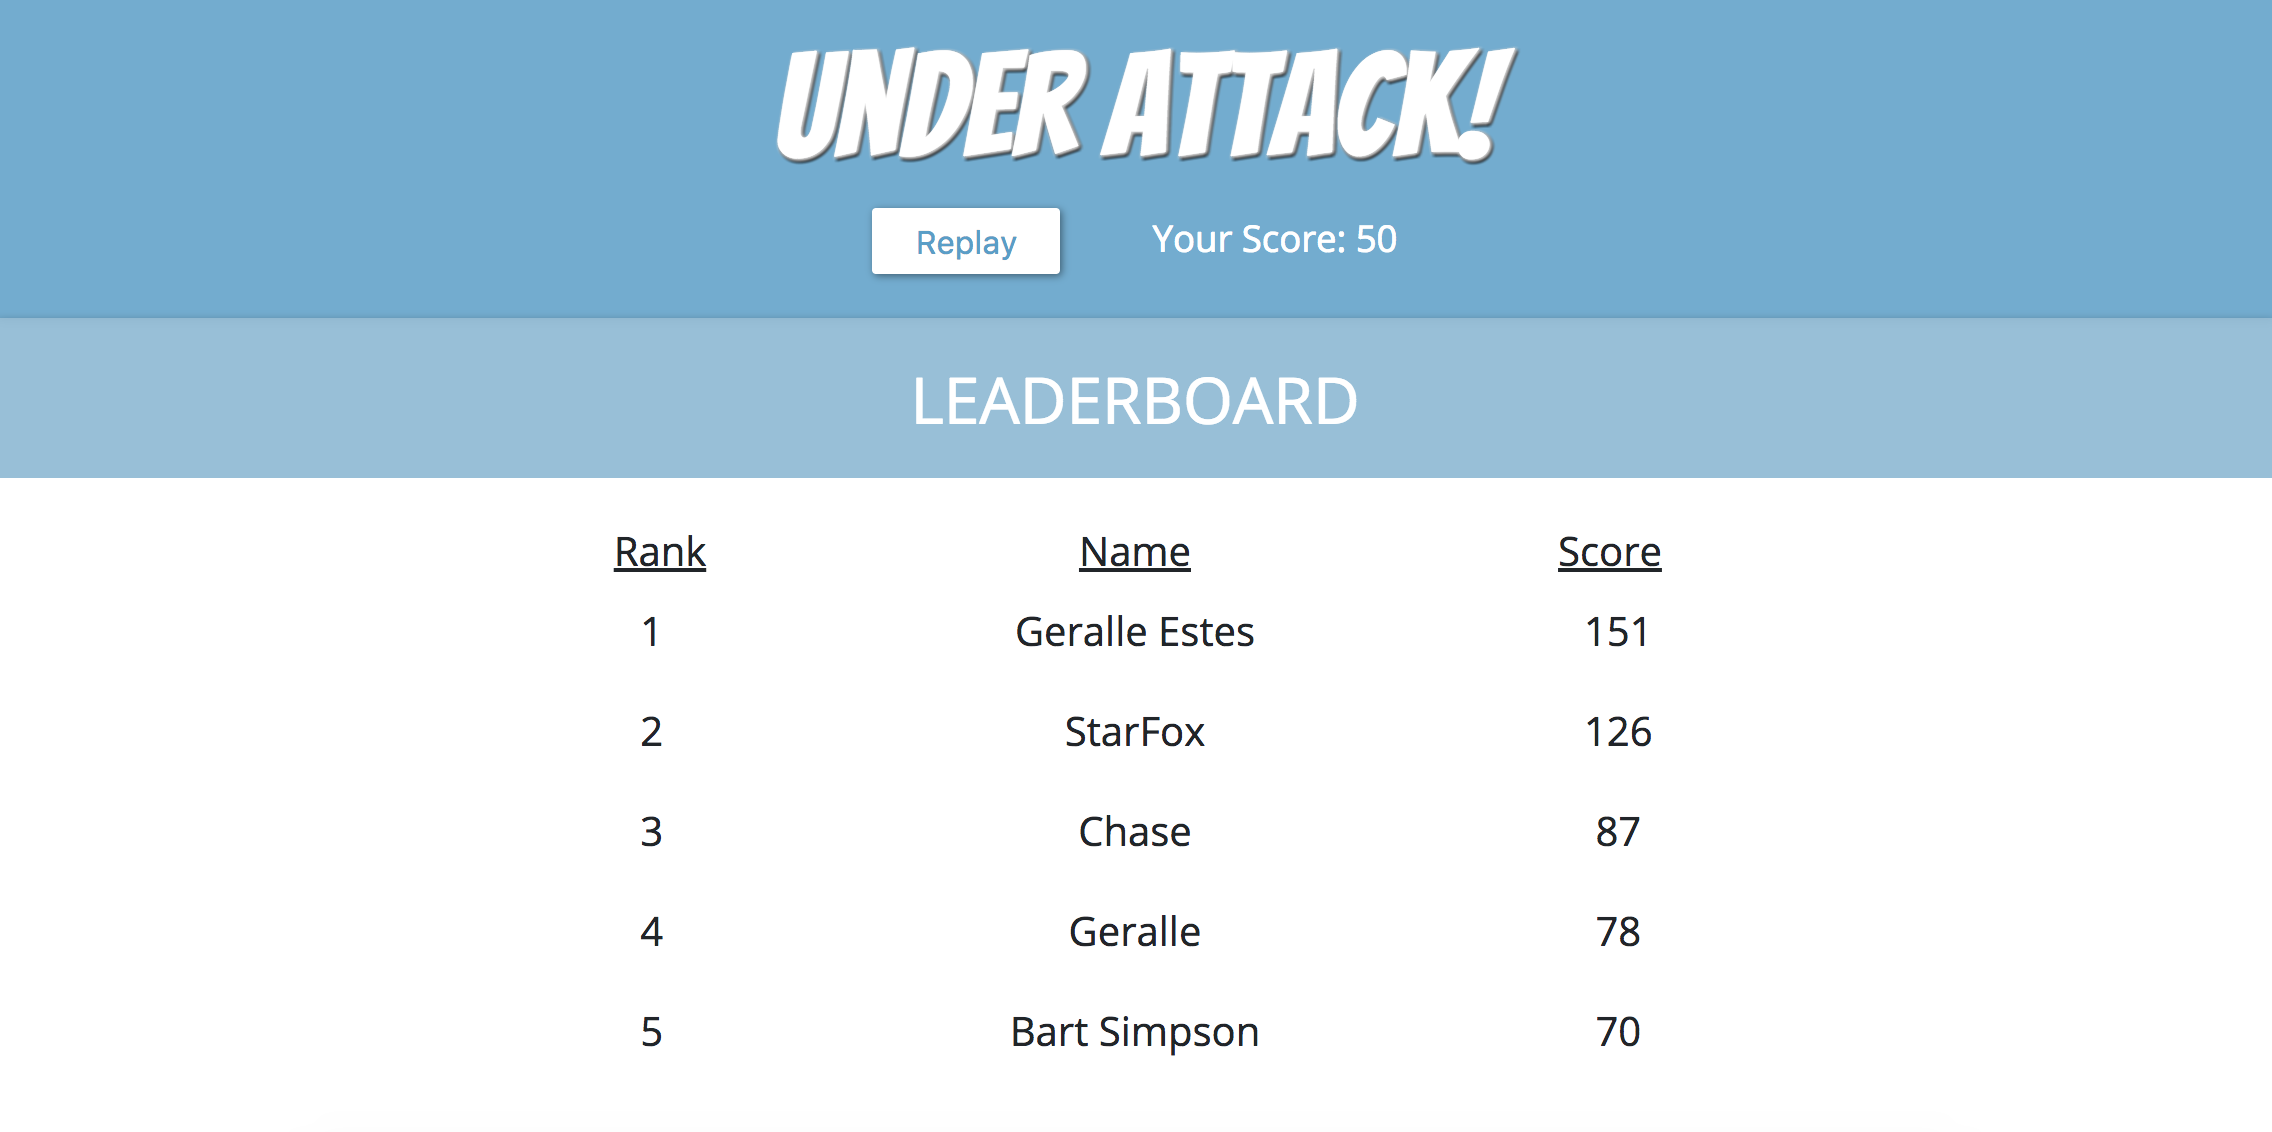 UNDER ATTACK!
Replay Your Score: 50
LEADERBOARD
Rank Name Score
1 Geralle Estes 151
2 StarFox 126
3 Chase 87
4 Geralle 78
5 Bart Simpson 70